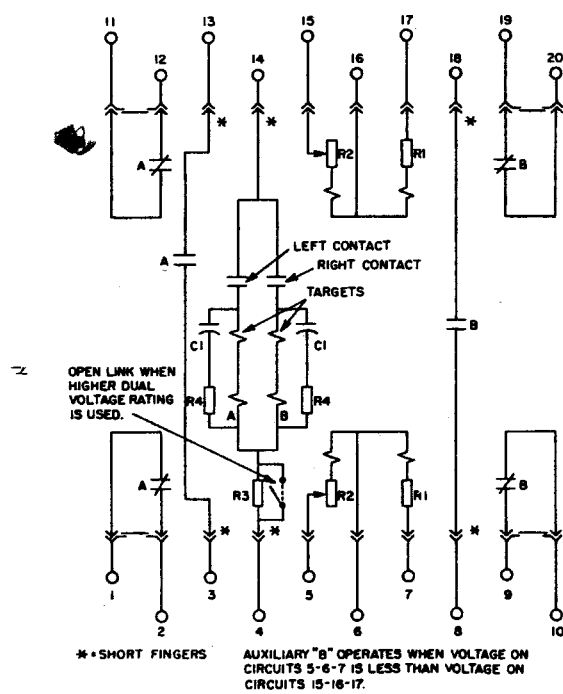 11 13 15 17 19
12 14 16 18 20
* *
*
A R2 R1 B
LEFT CONTACT
RIGHT CONTACT
A
TARGETS
B
C1 C1
OPEN LINK WHEN
HIGHER DUAL
VOLTAGE RATING
IS USED.
R4 A B R4
A R3 R2 R1 B
* * *
1 3 5 7 9
2 4 6 8 10
* = SHORT FINGERS
AUXILIARY "B" OPERATES WHEN VOLTAGE ON
CIRCUITS 5-6-7 IS LESS THAN VOLTAGE ON
CIRCUITS 15-16-17.